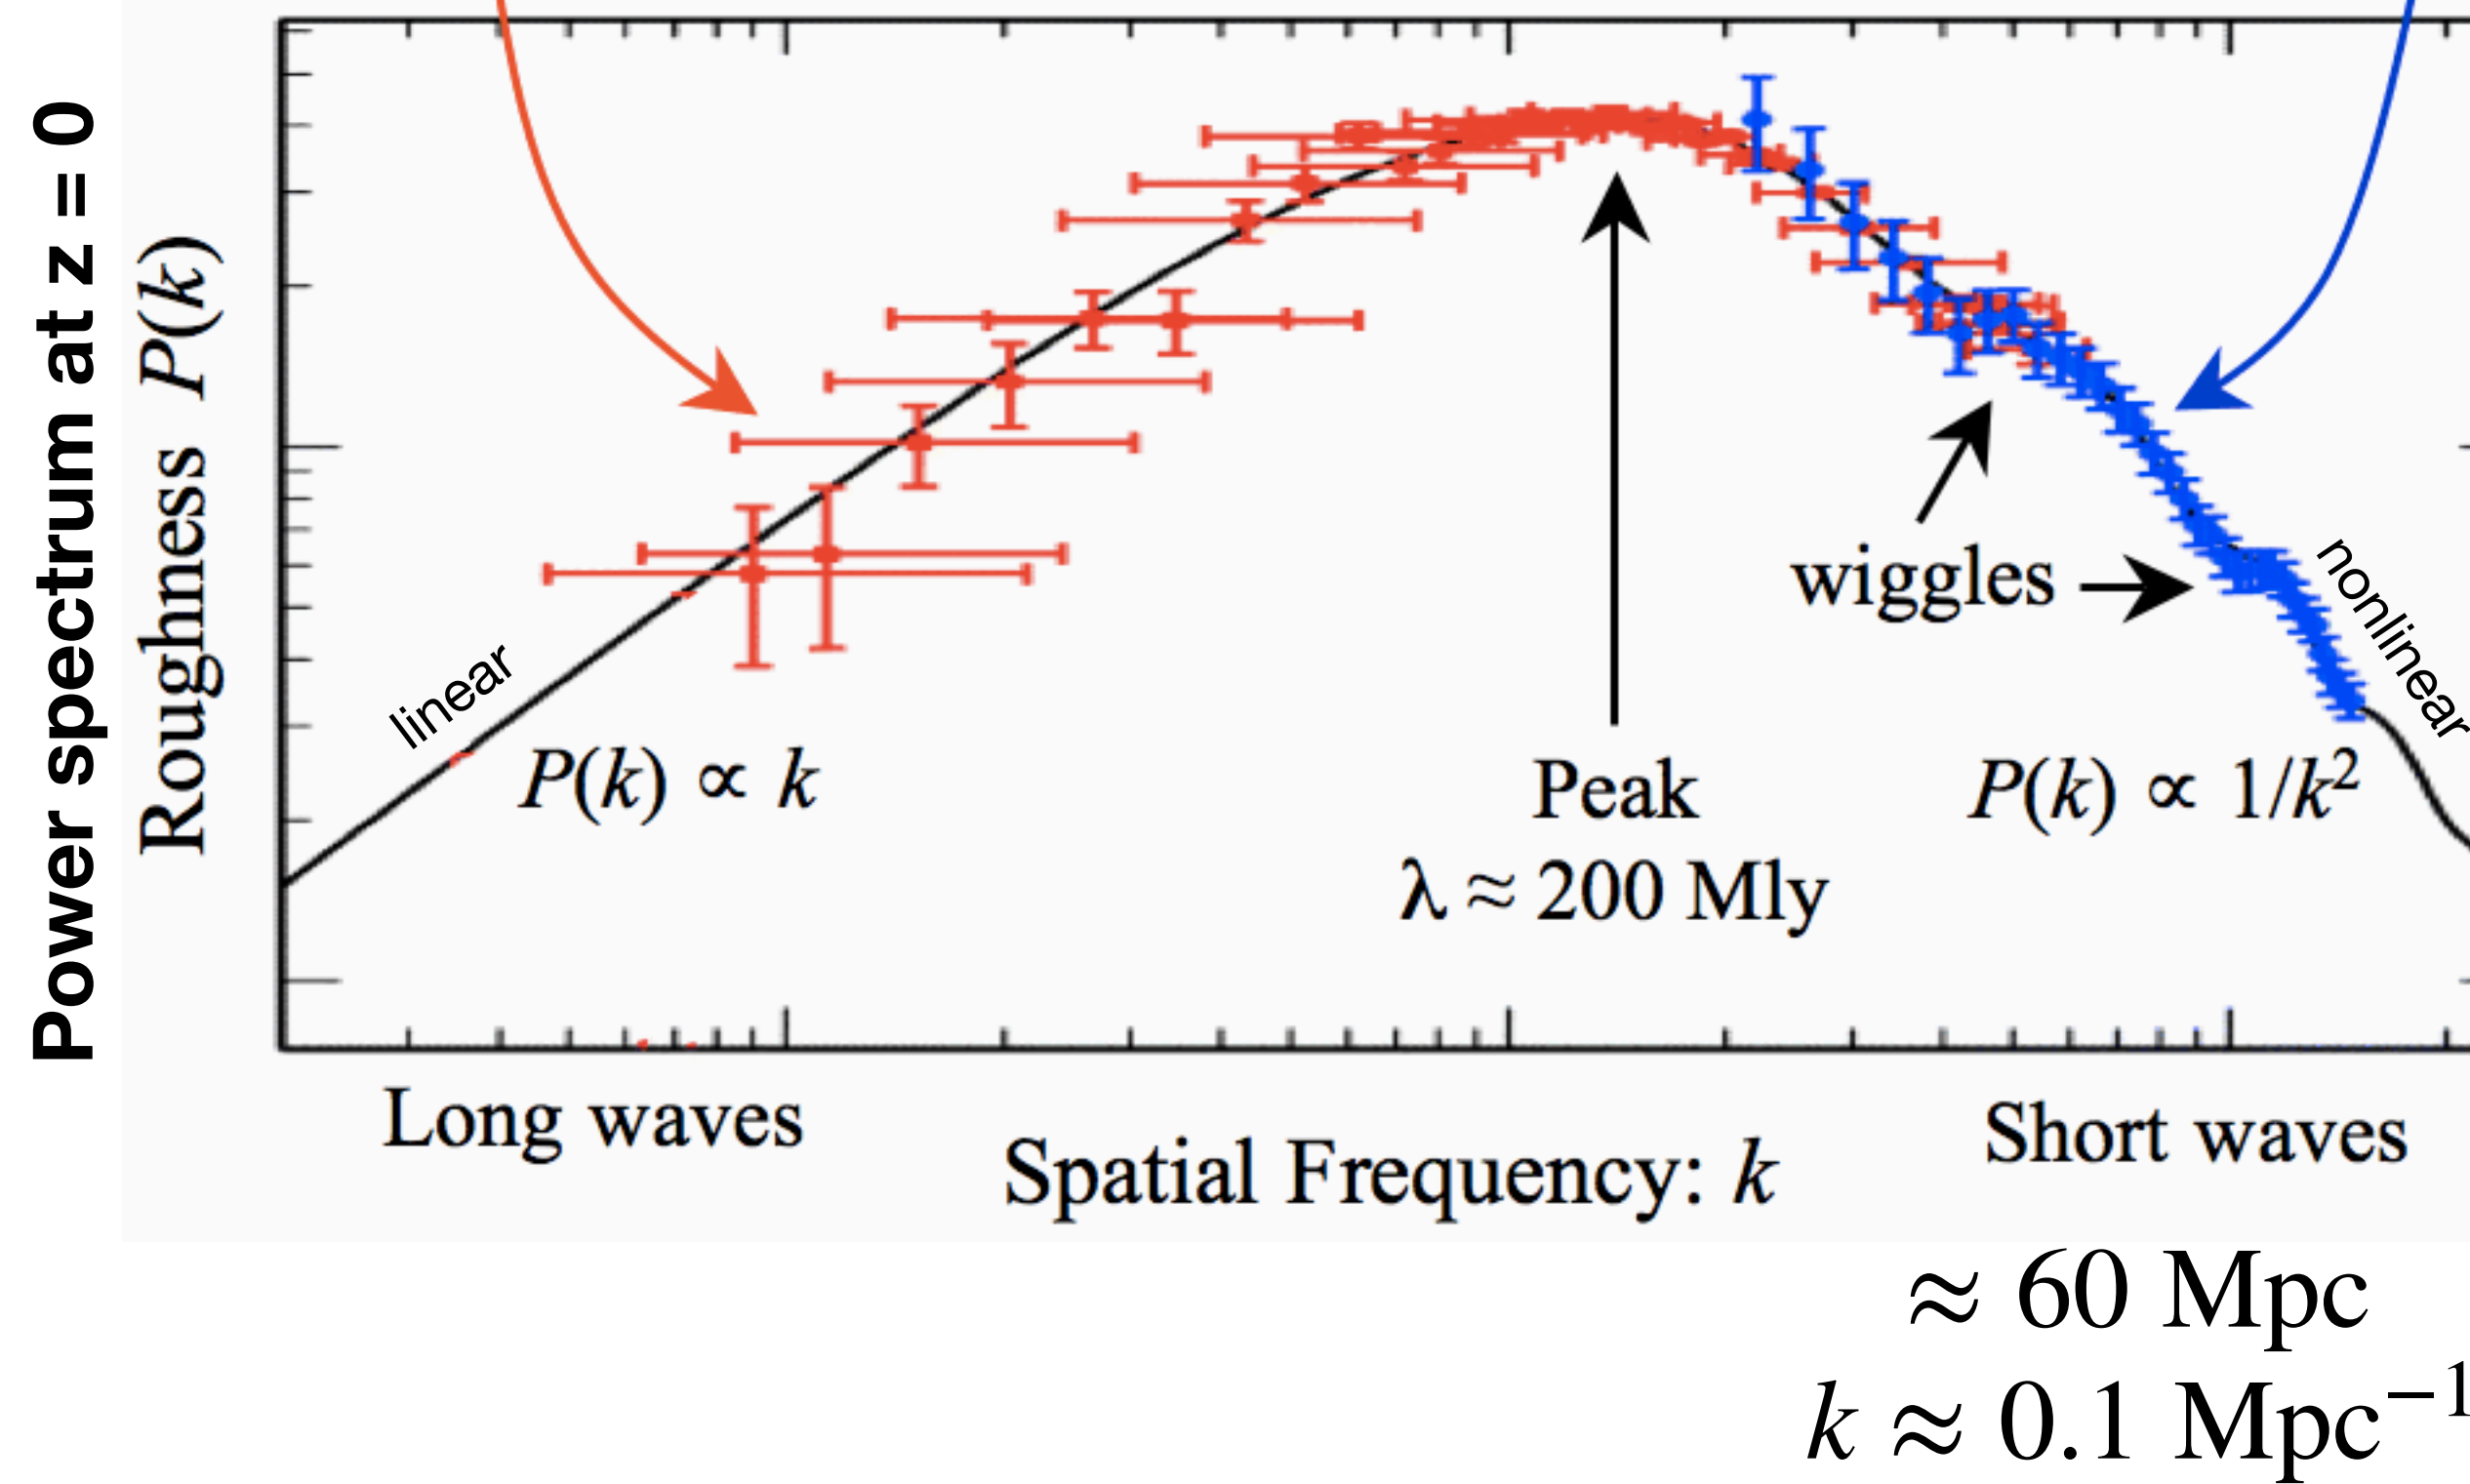 Power spectrum at z = 0
Roughness P(k)
linear
P(k) ∝ k
Peak
λ ≈ 200 Mly
wiggles
nonlinear
P(k) ∝ 1/k²
Long waves
Short waves
Spatial Frequency: k
≈ 60 Mpc
k ≈ 0.1 Mpc⁻¹